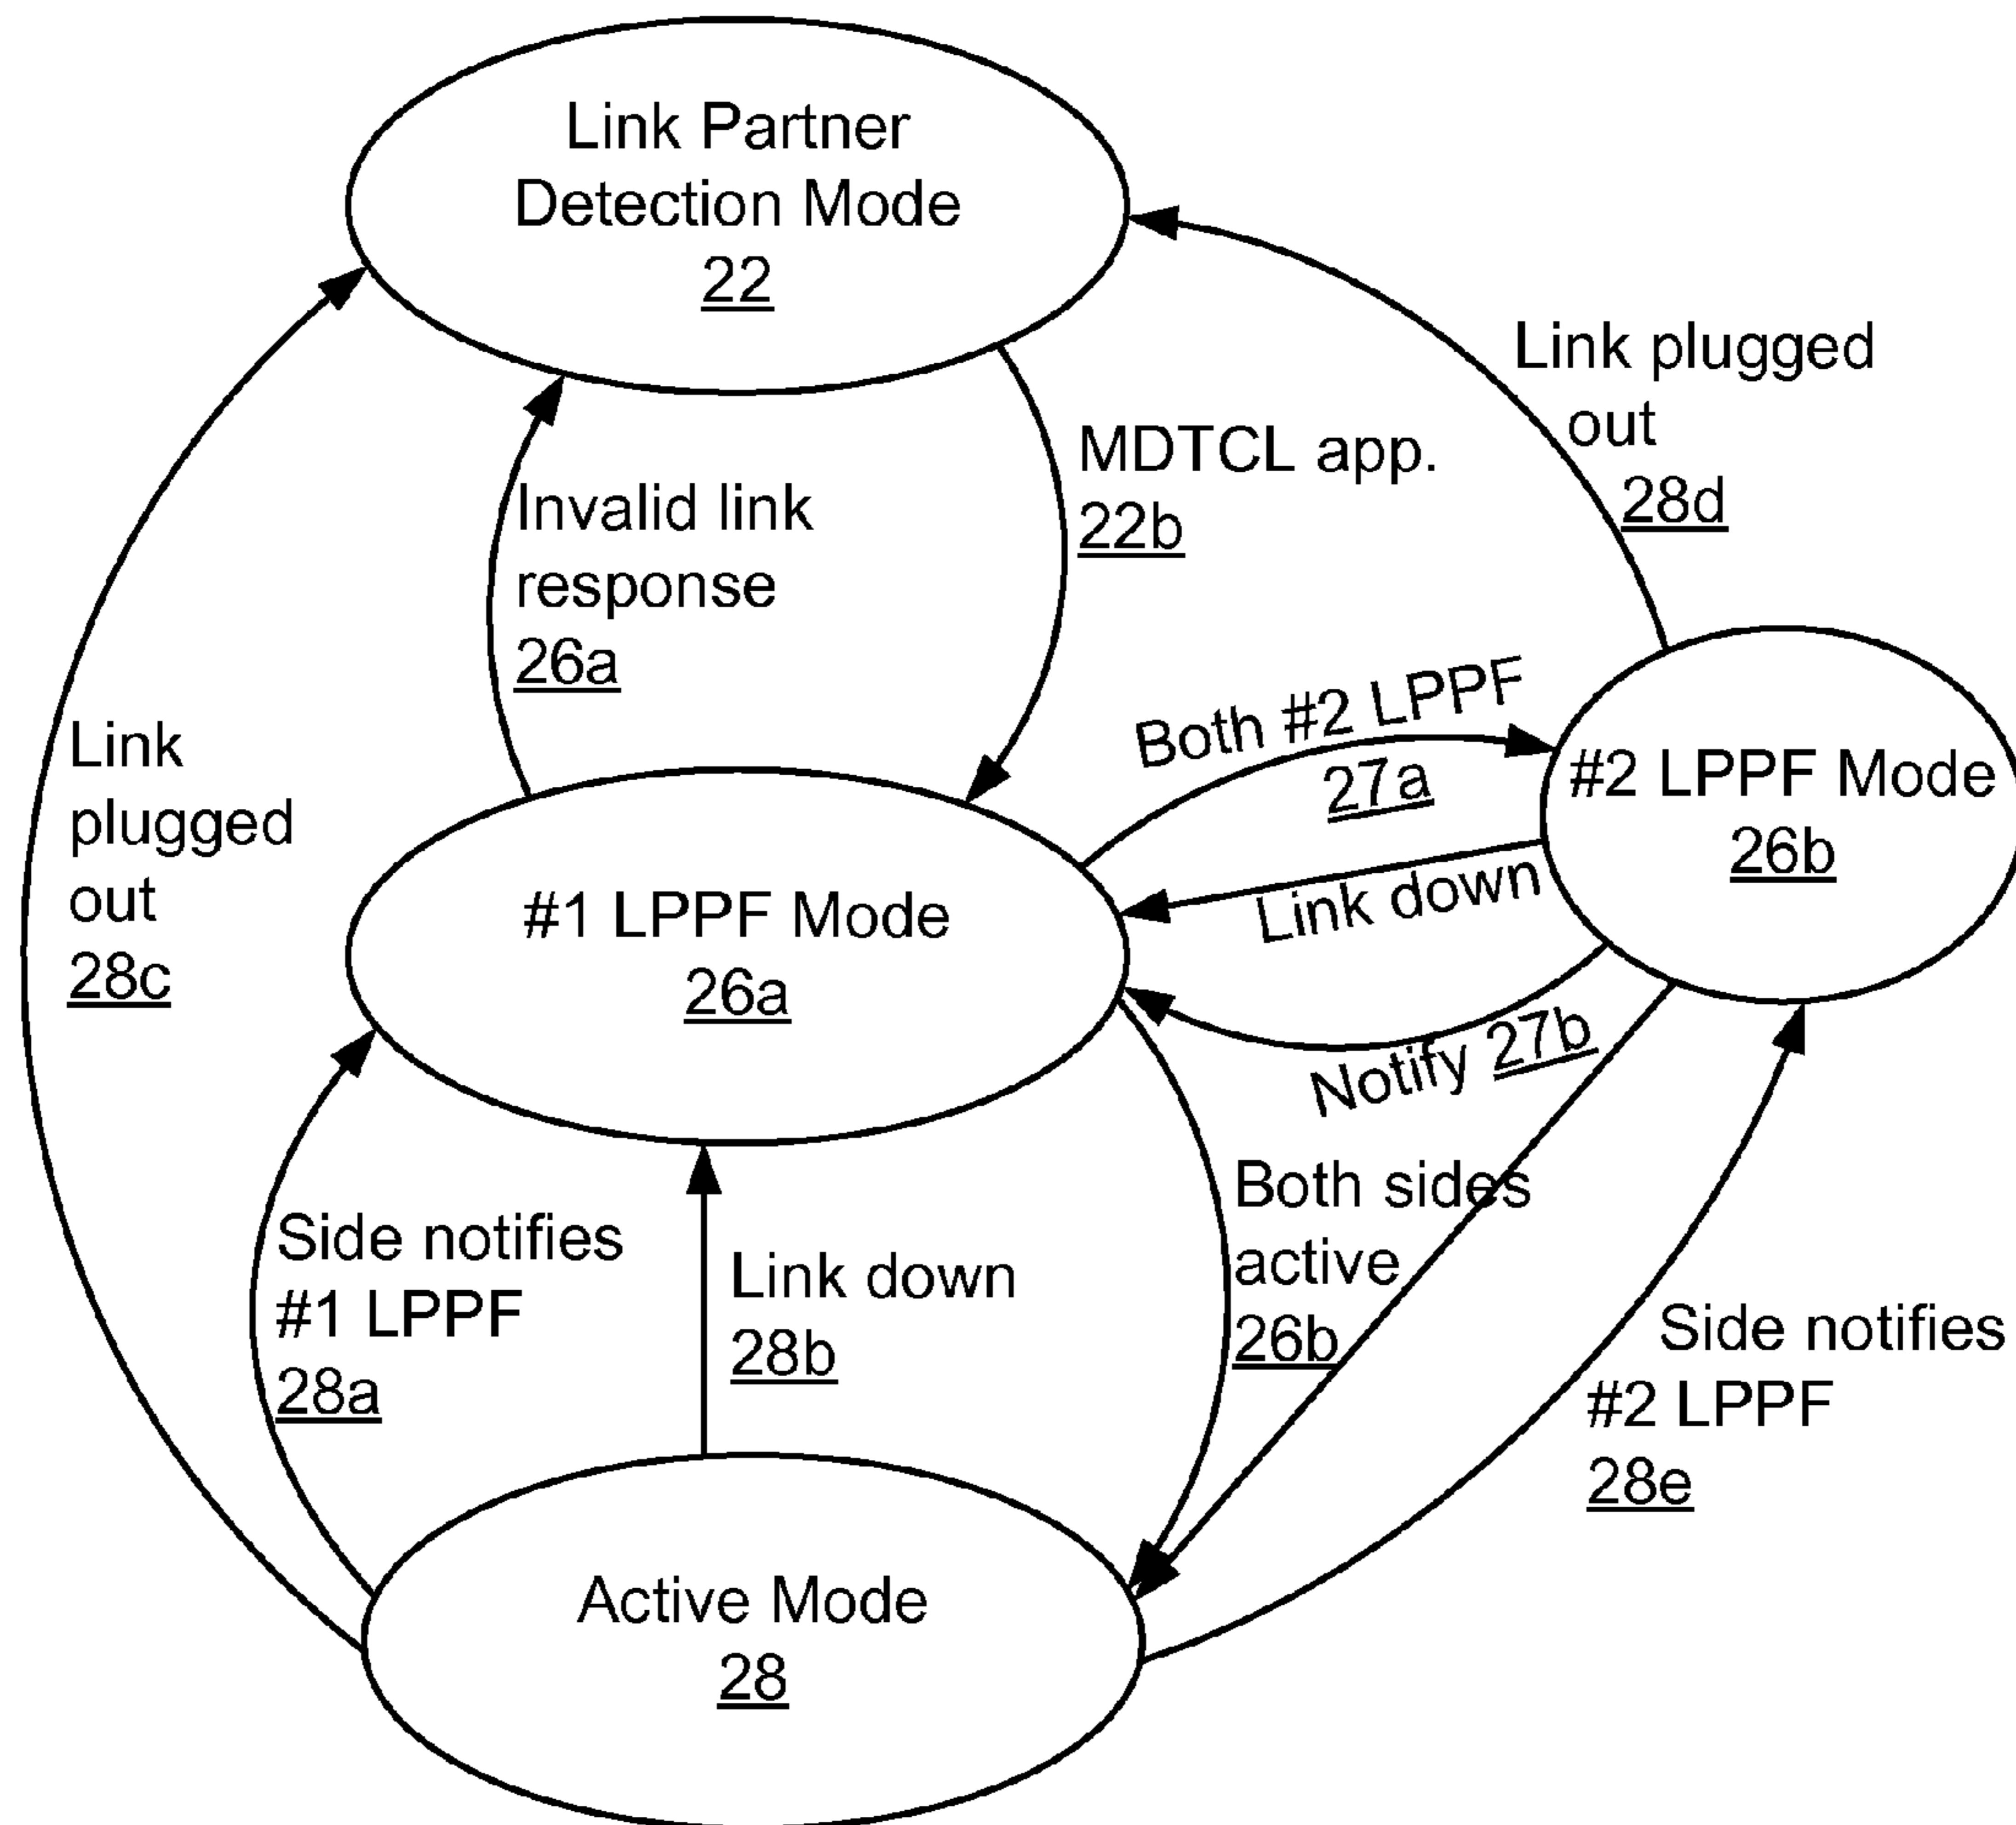 Link Partner
Detection Mode
22
Link plugged
out
28d
MDTCL app.
22b
Invalid link
response
26a
Both #2 LPPF
27a
#2 LPPF Mode
26b
Link
plugged
out
28c
Link down
#1 LPPF Mode
26a
Notify 27b
Both sides
active
26b
Side notifies
#1 LPPF
28a
Link down
28b
Side notifies
#2 LPPF
28e
Active Mode
28